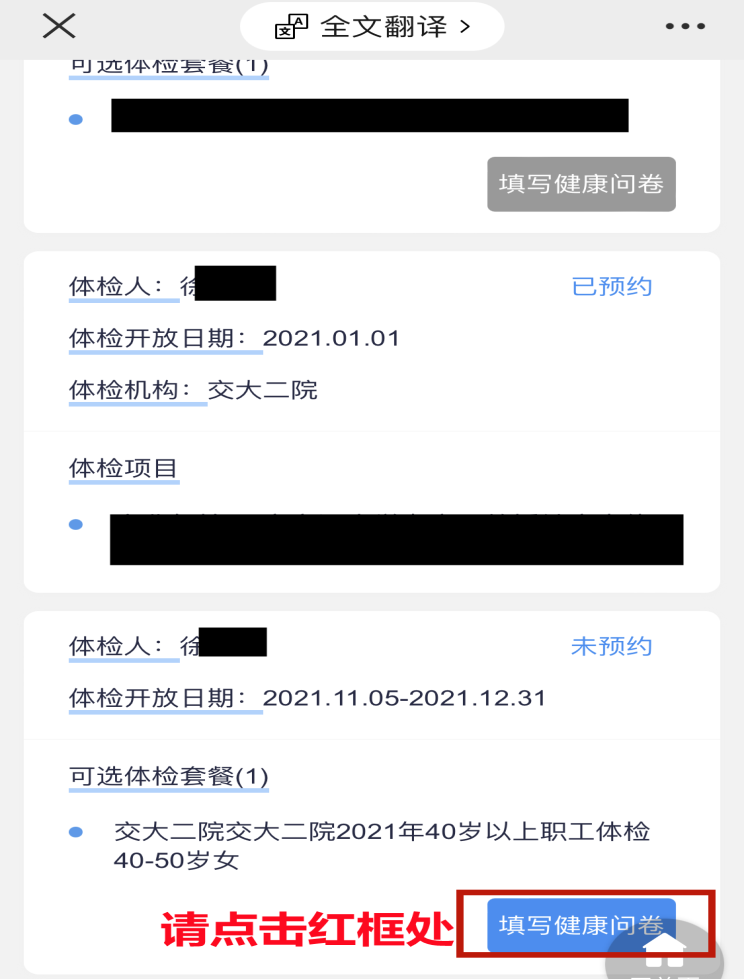 全文翻译 >
可选体检套餐(1)
填写健康问卷
体检人：徐
已预约
体检开放日期：2021.01.01
体检机构：交大二院
体检项目
体检人：徐
未预约
体检开放日期：2021.11.05-2021.12.31
可选体检套餐(1)
交大二院交大二院2021年40岁以上职工体检
40-50岁女
请点击红框处
填写健康问卷